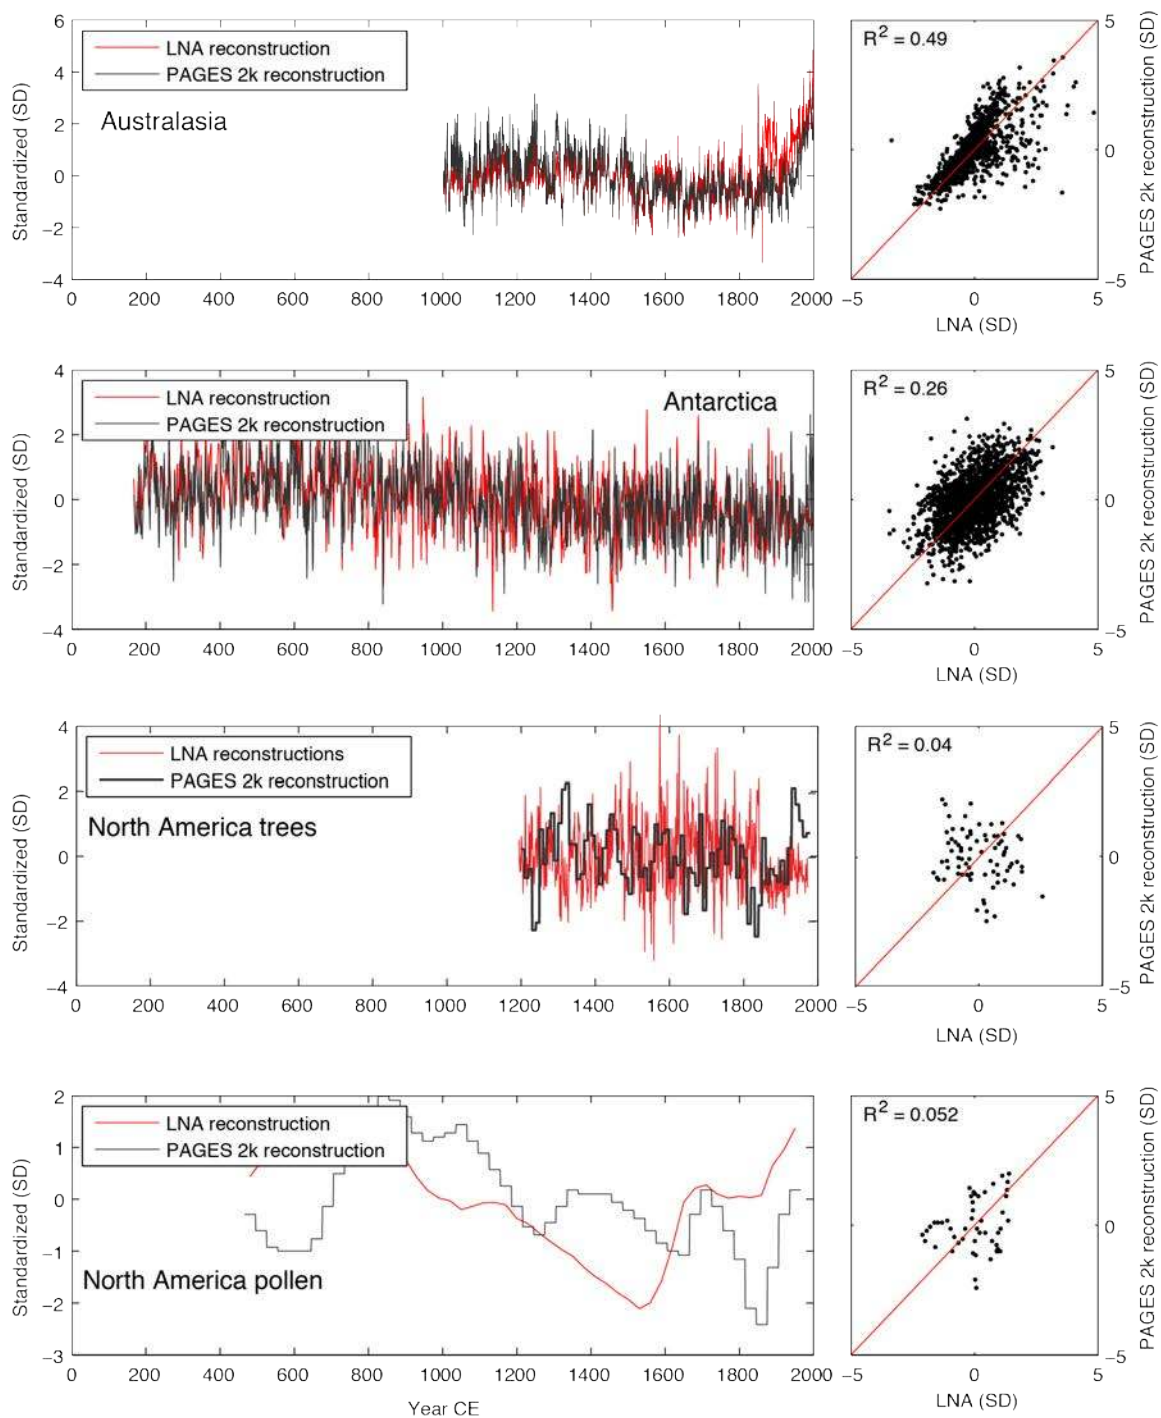 6
4
2
0
−2
−4
Standardized (SD)
LNA reconstruction
PAGES 2k reconstruction
Australasia
0 200 400 600 800 1000 1200 1400 1600 1800 2000
R2 = 0.49
5
0
−5
PAGES 2k reconstruction (SD)
−5 0 5
LNA (SD)
4
2
0
−2
−4
Standardized (SD)
LNA reconstruction
PAGES 2k reconstruction
Antarctica
0 200 400 600 800 1000 1200 1400 1600 1800 2000
R2 = 0.26
5
0
−5
PAGES 2k reconstruction (SD)
−5 0 5
LNA (SD)
4
2
0
−2
−4
Standardized (SD)
LNA reconstructions
PAGES 2k reconstruction
North America trees
0 200 400 600 800 1000 1200 1400 1600 1800 2000
R2 = 0.04
5
0
−5
PAGES 2k reconstruction (SD)
−5 0 5
LNA (SD)
2
1
0
−1
−2
−3
Standardized (SD)
LNA reconstruction
PAGES 2k reconstruction
North America pollen
0 200 400 600 800 1000 1200 1400 1600 1800 2000
Year CE
R2 = 0.052
5
0
−5
PAGES 2k reconstruction (SD)
−5 0 5
LNA (SD)